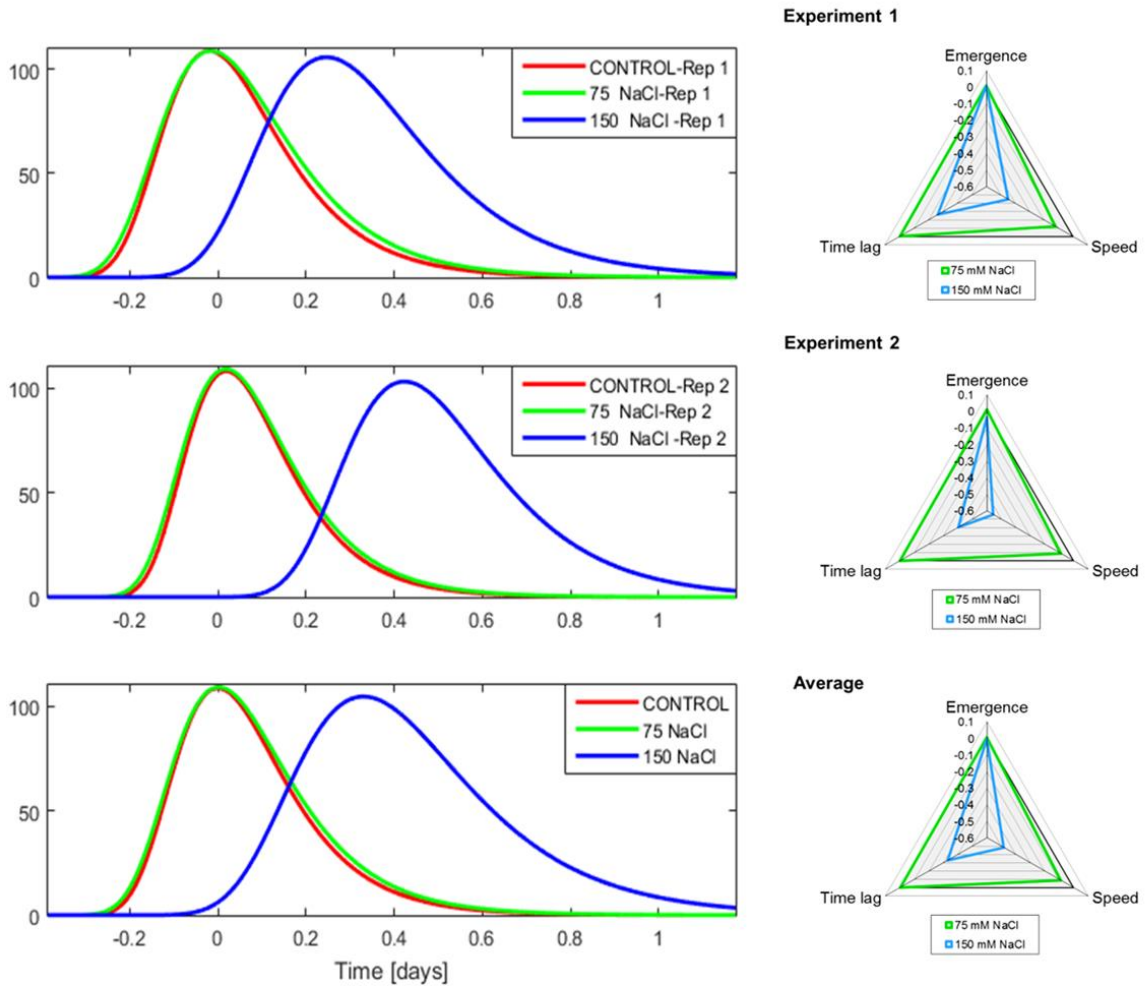 Experiment 1
100
50
0
-0.2 0 0.2 0.4 0.6 0.8 1
CONTROL-Rep 1
75 NaCl-Rep 1
150 NaCl -Rep 1
Emergence
0.1
0
-0.1
-0.2
-0.3
-0.4
-0.5
-0.6
Time lag
Speed
75 mM NaCl
150 mM NaCl
Experiment 2
100
50
0
-0.2 0 0.2 0.4 0.6 0.8 1
CONTROL-Rep 2
75 NaCl-Rep 2
150 NaCl -Rep 2
Emergence
0.1
0
-0.1
-0.2
-0.3
-0.4
-0.5
-0.6
Time lag
Speed
75 mM NaCl
150 mM NaCl
Average
100
50
0
-0.2 0 0.2 0.4 0.6 0.8 1
Time [days]
CONTROL
75 NaCl
150 NaCl
Emergence
0.1
0
-0.1
-0.2
-0.3
-0.4
-0.5
-0.6
Time lag
Speed
75 mM NaCl
150 mM NaCl